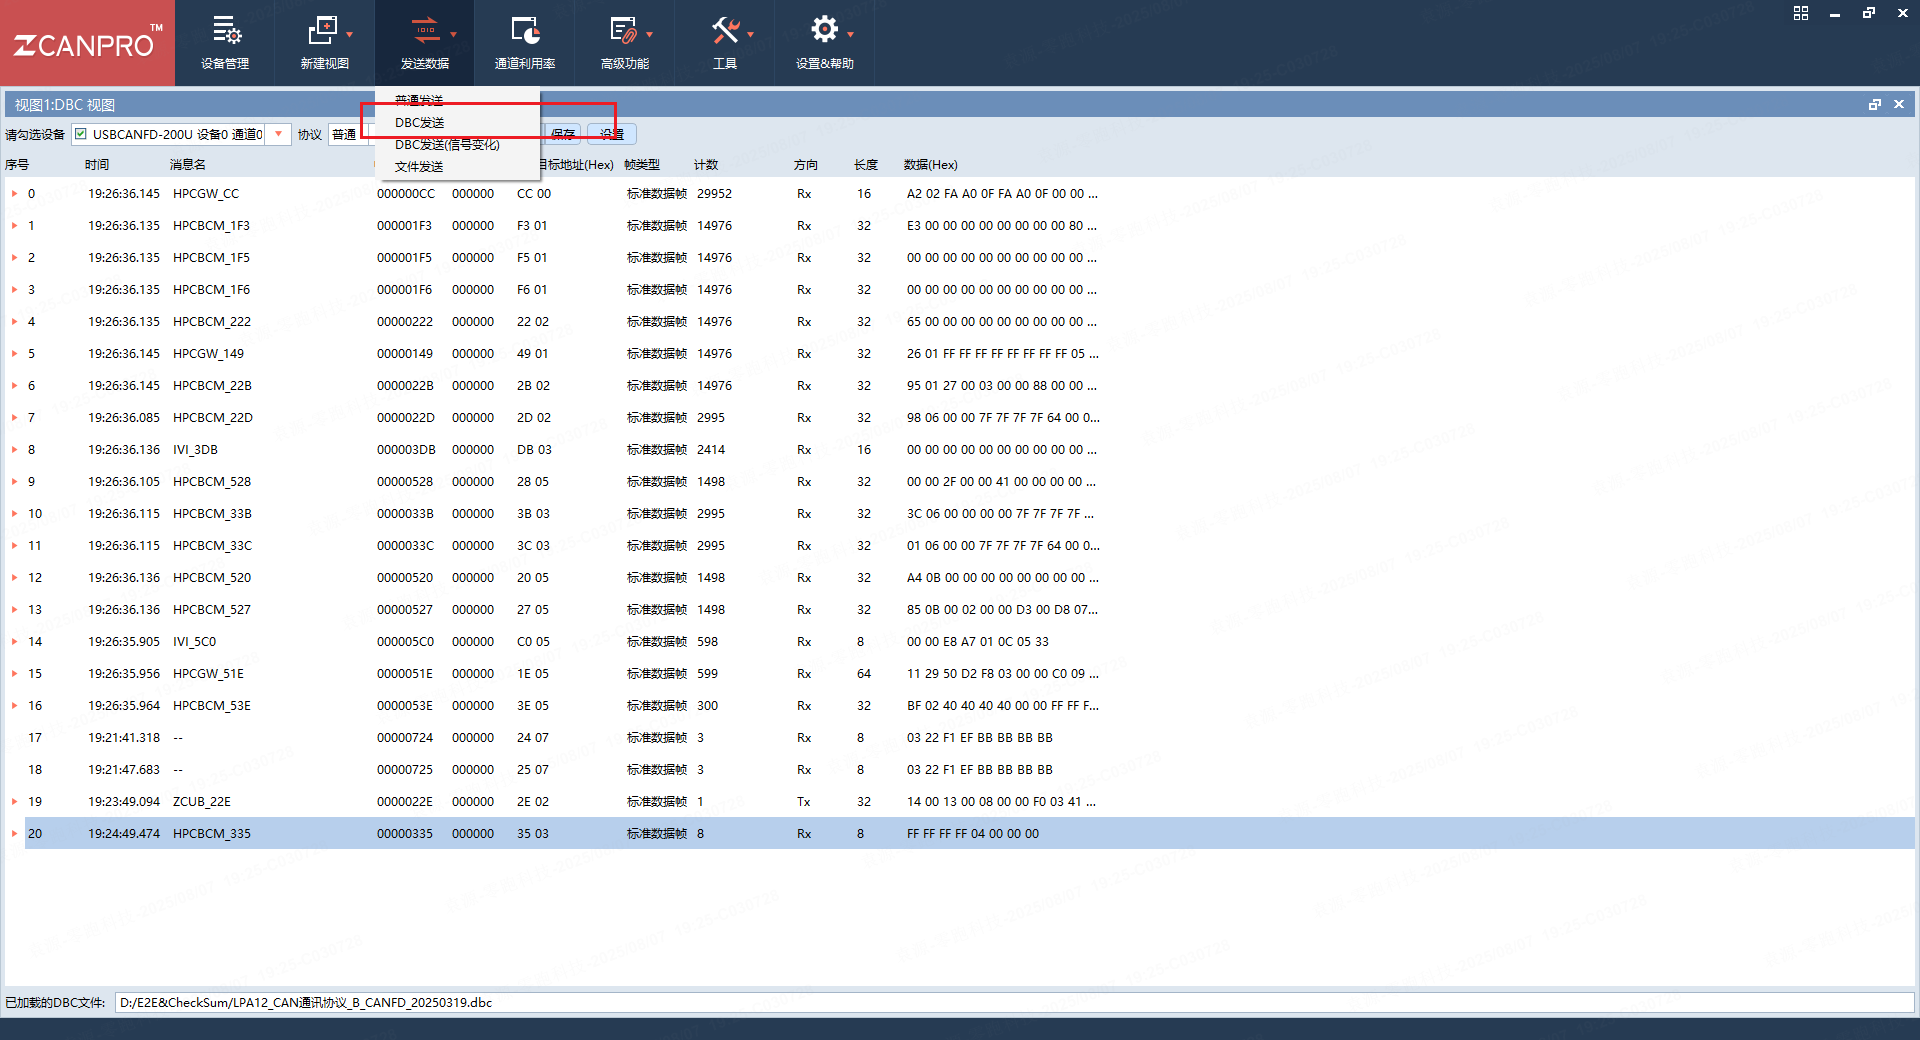 ZCANPRO™
设备管理
新建视图
发送数据
通道利用率
高级功能
工具
设置&帮助
普通发送
DBC发送
DBC发送(信号变化)
文件发送
视图1:DBC 视图
请勾选设备 USBCANFD-200U 设备0 通道0 协议 普通 保存 设置
序号 时间 消息名 目标地址(Hex) 帧类型 计数 方向 长度 数据(Hex)
0 19:26:36.145 HPCGW_CC 000000CC 000000 CC 00 标准数据帧 29952 Rx 16 A2 02 FA A0 0F FA A0 0F 00 00 ...
1 19:26:36.135 HPCBCM_1F3 000001F3 000000 F3 01 标准数据帧 14976 Rx 32 E3 00 00 00 00 00 00 00 00 80 ...
2 19:26:36.135 HPCBCM_1F5 000001F5 000000 F5 01 标准数据帧 14976 Rx 32 00 00 00 00 00 00 00 00 00 00 ...
3 19:26:36.135 HPCBCM_1F6 000001F6 000000 F6 01 标准数据帧 14976 Rx 32 00 00 00 00 00 00 00 00 00 00 ...
4 19:26:36.135 HPCBCM_222 00000222 000000 22 02 标准数据帧 14976 Rx 32 65 00 00 00 00 00 00 00 00 00 ...
5 19:26:36.145 HPCGW_149 00000149 000000 49 01 标准数据帧 14976 Rx 32 26 01 FF FF FF FF FF FF FF FF 05 ...
6 19:26:36.145 HPCBCM_22B 0000022B 000000 2B 02 标准数据帧 14976 Rx 32 95 01 27 00 03 00 00 88 00 00 ...
7 19:26:36.085 HPCBCM_22D 0000022D 000000 2D 02 标准数据帧 2995 Rx 32 98 06 00 00 7F 7F 7F 7F 64 00 0...
8 19:26:36.136 IVI_3DB 000003DB 000000 DB 03 标准数据帧 2414 Rx 16 00 00 00 00 00 00 00 00 00 00 ...
9 19:26:36.105 HPCBCM_528 00000528 000000 28 05 标准数据帧 1498 Rx 32 00 00 2F 00 00 41 00 00 00 00 ...
10 19:26:36.115 HPCBCM_33B 0000033B 000000 3B 03 标准数据帧 2995 Rx 32 3C 06 00 00 00 00 7F 7F 7F 7F ...
11 19:26:36.115 HPCBCM_33C 0000033C 000000 3C 03 标准数据帧 2995 Rx 32 01 06 00 00 7F 7F 7F 7F 64 00 0...
12 19:26:36.136 HPCBCM_520 00000520 000000 20 05 标准数据帧 1498 Rx 32 A4 0B 00 00 00 00 00 00 00 00 ...
13 19:26:36.136 HPCBCM_527 00000527 000000 27 05 标准数据帧 1498 Rx 32 85 0B 00 02 00 00 D3 00 D8 07...
14 19:26:35.905 IVI_5C0 000005C0 000000 C0 05 标准数据帧 598 Rx 8 00 00 E8 A7 01 0C 05 33
15 19:26:35.956 HPCGW_51E 0000051E 000000 1E 05 标准数据帧 599 Rx 64 11 29 50 D2 F8 03 00 00 C0 09 ...
16 19:26:35.964 HPCBCM_53E 0000053E 000000 3E 05 标准数据帧 300 Rx 32 BF 02 40 40 40 40 00 00 FF FF F...
17 19:21:41.318 -- 00000724 000000 24 07 标准数据帧 3 Rx 8 03 22 F1 EF BB BB BB BB
18 19:21:47.683 -- 00000725 000000 25 07 标准数据帧 3 Rx 8 03 22 F1 EF BB BB BB BB
19 19:23:49.094 ZCUB_22E 0000022E 000000 2E 02 标准数据帧 1 Tx 32 14 00 13 00 08 00 00 F0 03 41 ...
20 19:24:49.474 HPCBCM_335 00000335 000000 35 03 标准数据帧 8 Rx 8 FF FF FF FF 04 00 00 00
已加载的DBC文件: D:/E2E&CheckSum/LPA12_CAN通讯协议_B_CANFD_20250319.dbc